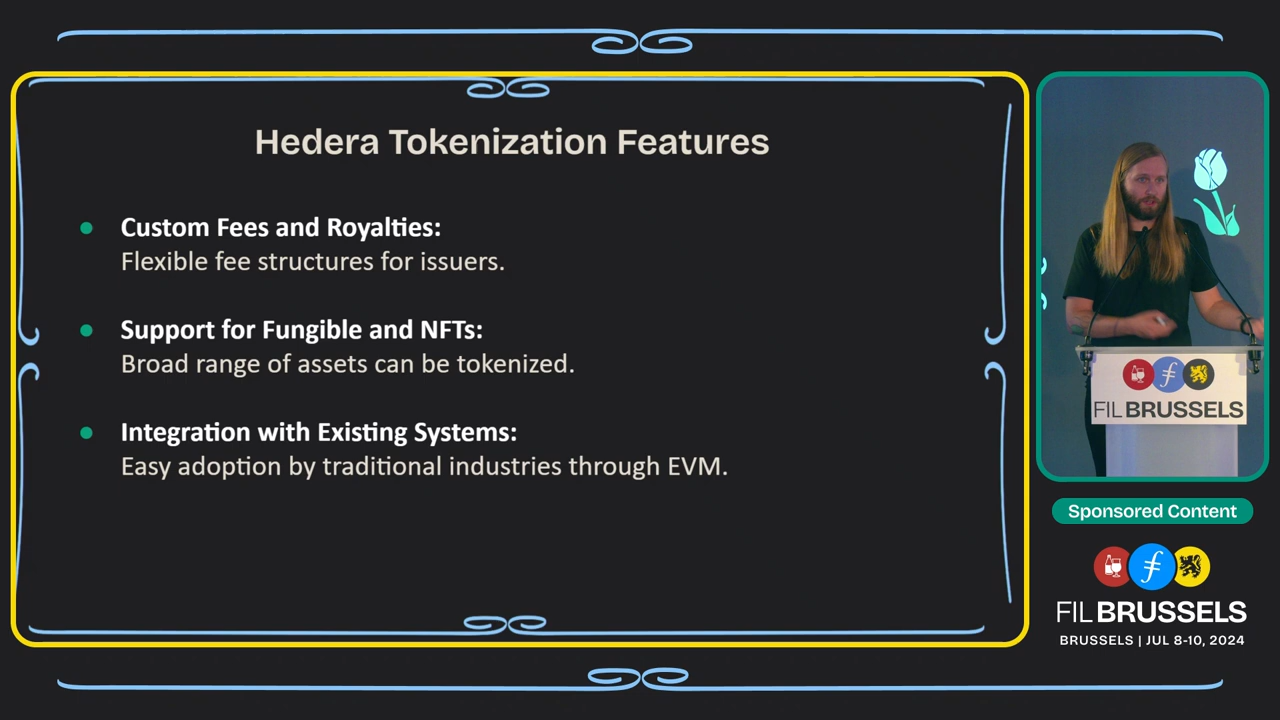 Hedera Tokenization Features
Custom Fees and Royalties:
Flexible fee structures for issuers.
Support for Fungible and NFTs:
Broad range of assets can be tokenized.
Integration with Existing Systems:
Easy adoption by traditional industries through EVM.
FIL BRUSSELS
Sponsored Content
FIL BRUSSELS
BRUSSELS | JUL 8-10, 2024